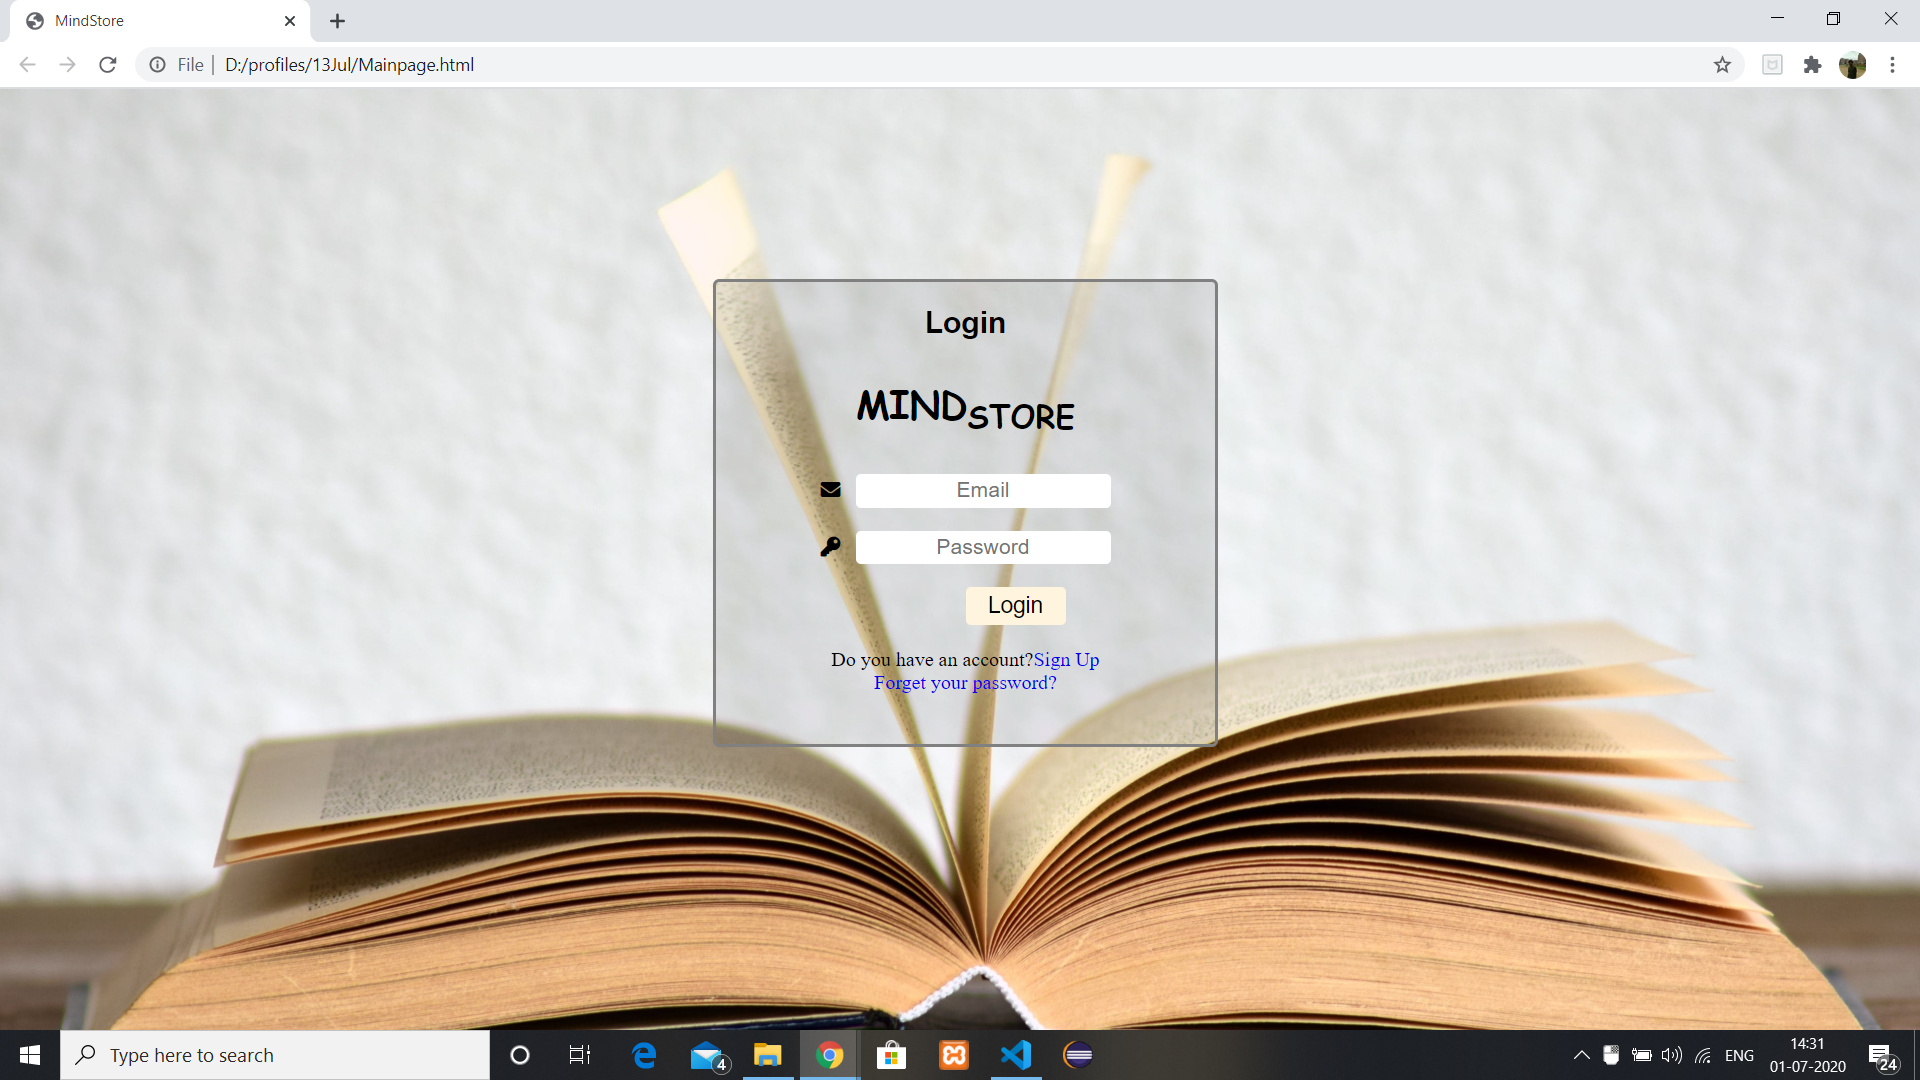 MindStore
File | D:/profiles/13Jul/Mainpage.html
Login
MINDSTORE
Email
Password
Login
Do you have an account?Sign Up
Forget your password?
Type here to search
4
ENG
14:31
01-07-2020
24